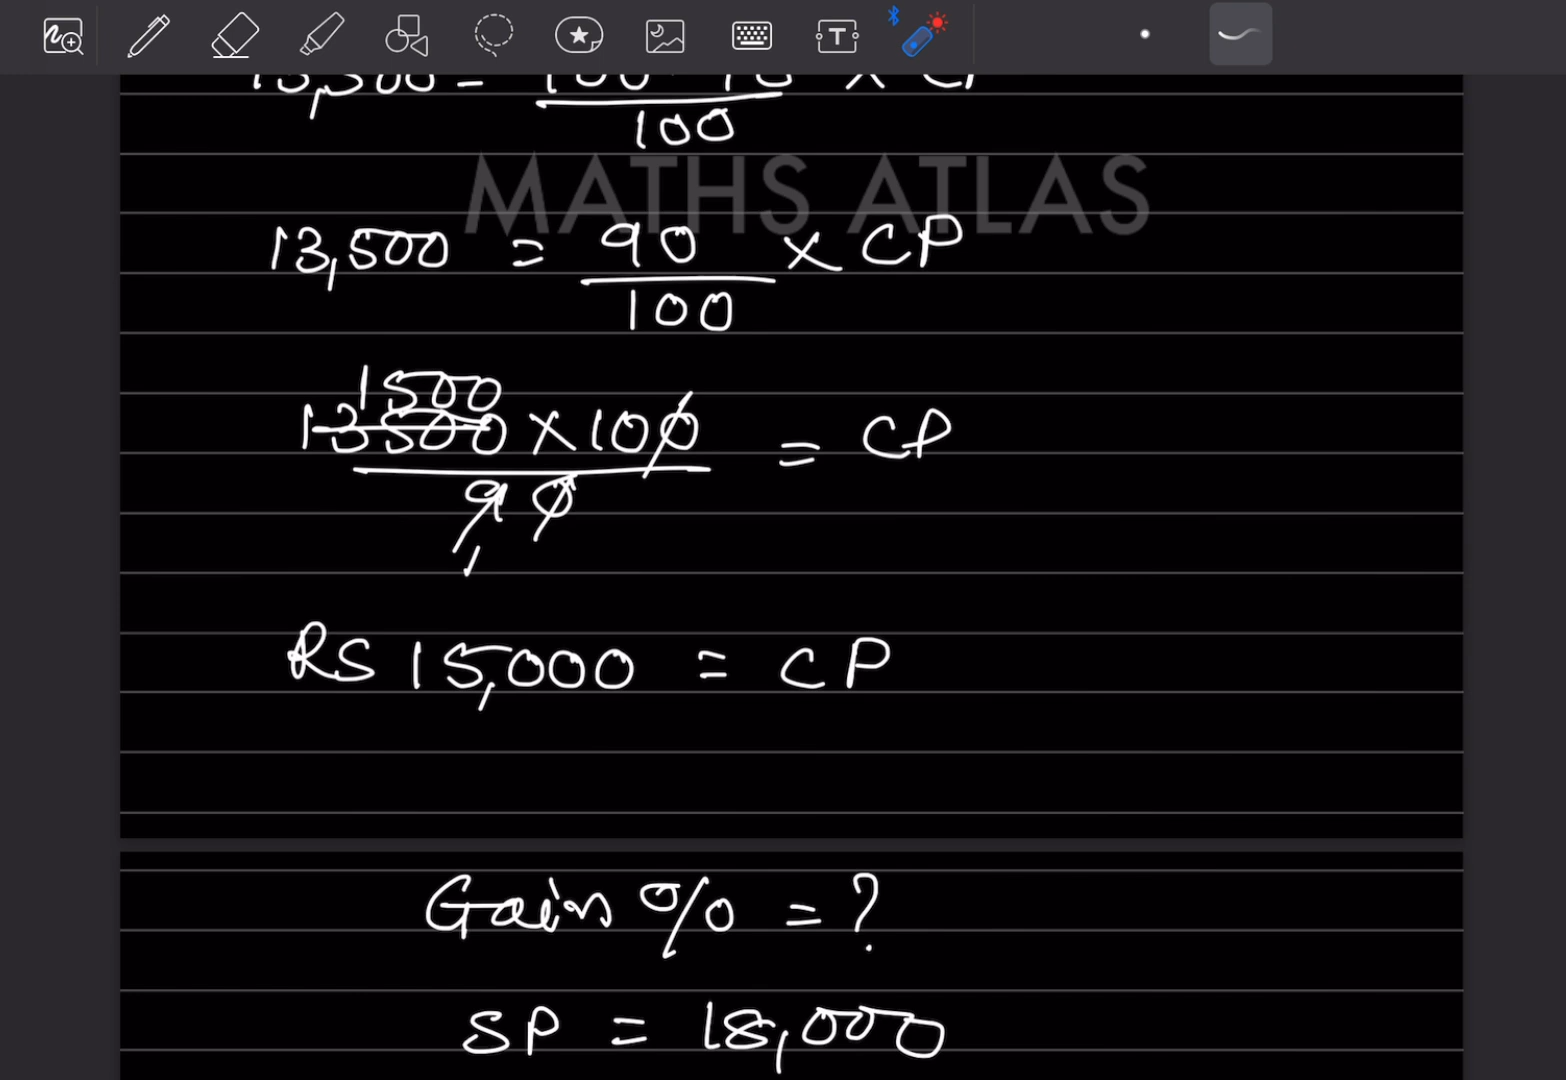 100
MATHS ATLAS
13,500 = 90 × CP
100
1500
13500 × 100 = CP
90
1
RS 15,000 = CP
Gain % = ?
SP = 18,000